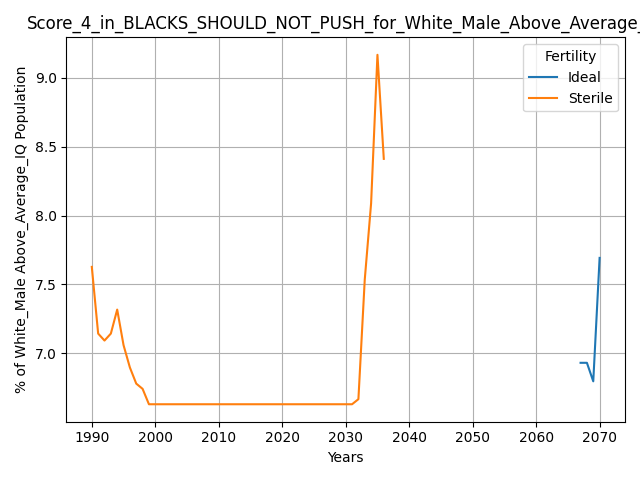 Score_4_in_BLACKS_SHOULD_NOT_PUSH_for_White_Male_Above_Average_
% of White_Male Above_Average_IQ Population
9.0
8.5
8.0
7.5
7.0
Fertility
Ideal
Sterile
1990 2000 2010 2020 2030 2040 2050 2060 2070
Years